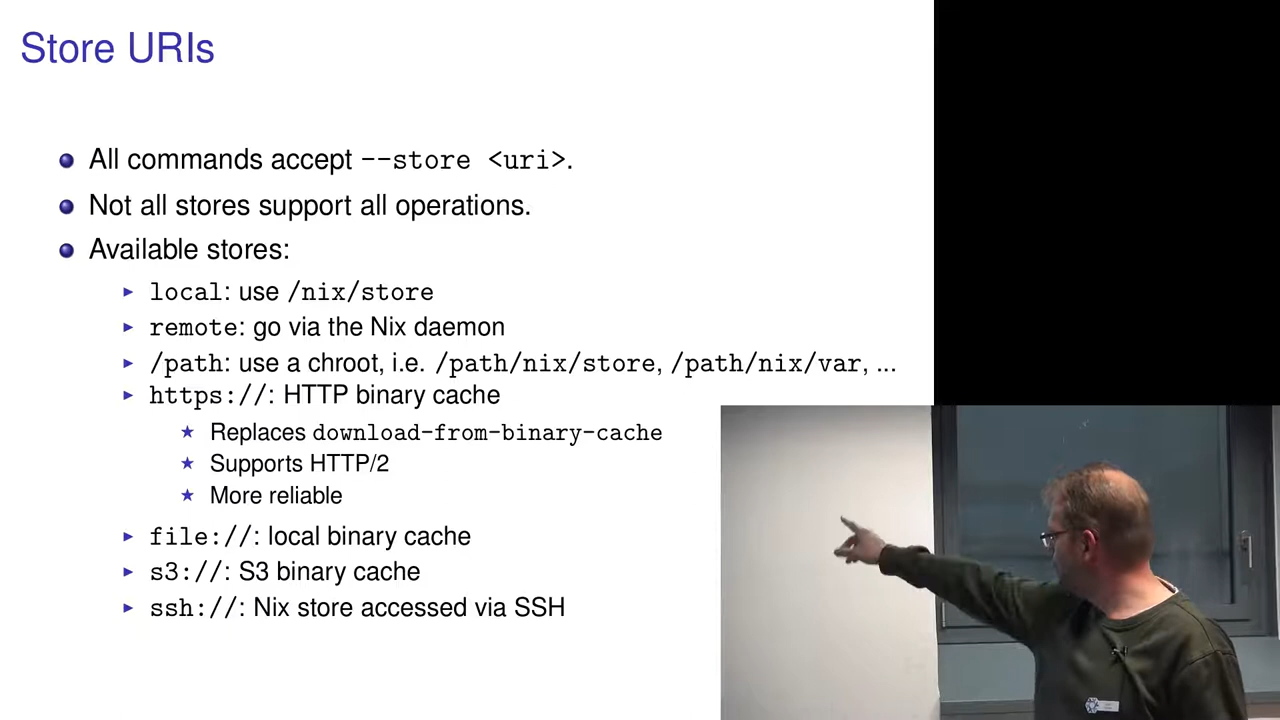 Store URIs
All commands accept --store <uri>.
Not all stores support all operations.
Available stores:
local: use /nix/store
remote: go via the Nix daemon
/path: use a chroot, i.e. /path/nix/store, /path/nix/var, ...
https://: HTTP binary cache
Replaces download-from-binary-cache
Supports HTTP/2
More reliable
file://: local binary cache
s3://: S3 binary cache
ssh://: Nix store accessed via SSH